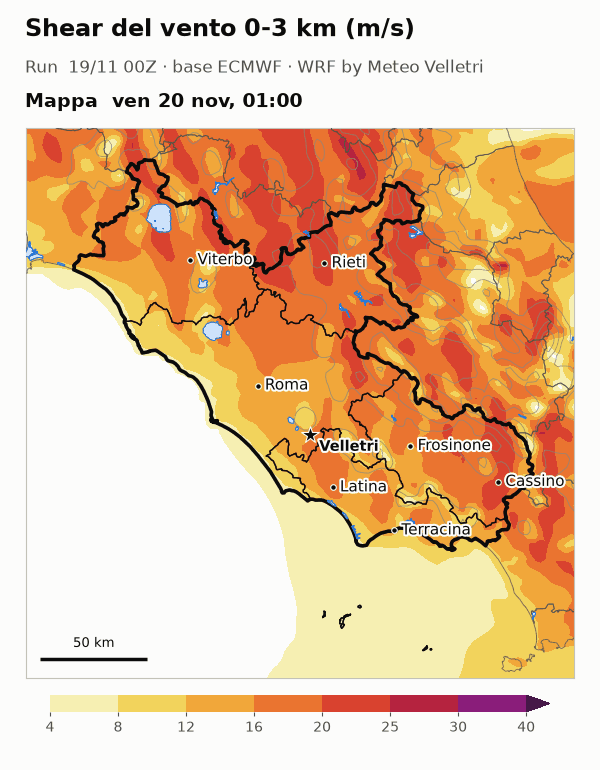 Shear del vento 0-3 km (m/s)
Run  19/11 00Z · base ECMWF · WRF by Meteo Velletri
Mappa  ven 20 nov, 01:00
Viterbo
Rieti
Roma
Velletri
Frosinone
Latina
Cassino
Terracina
50 km
4 8 12 16 20 25 30 40